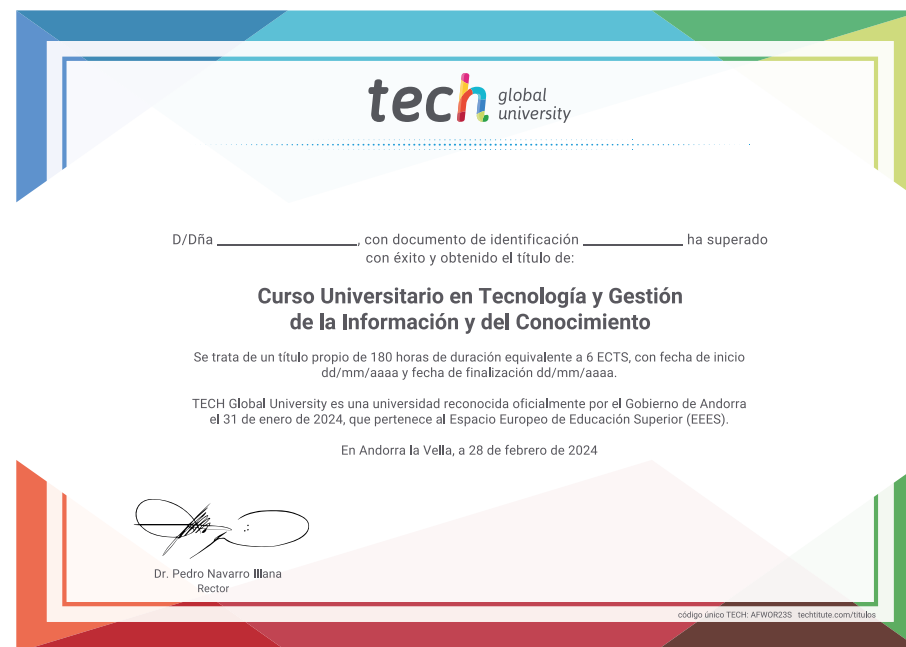 tech global university
D/Dña ____________________, con documento de identificación ______________ ha superado
con éxito y obtenido el título de:
Curso Universitario en Tecnología y Gestión
de la Información y del Conocimiento
Se trata de un título propio de 180 horas de duración equivalente a 6 ECTS, con fecha de inicio
dd/mm/aaaa y fecha de finalización dd/mm/aaaa.
TECH Global University es una universidad reconocida oficialmente por el Gobierno de Andorra
el 31 de enero de 2024, que pertenece al Espacio Europeo de Educación Superior (EEES).
En Andorra la Vella, a 28 de febrero de 2024
Dr. Pedro Navarro Illana
Rector
código único TECH: AFWOR23S techtitute.com/titulos